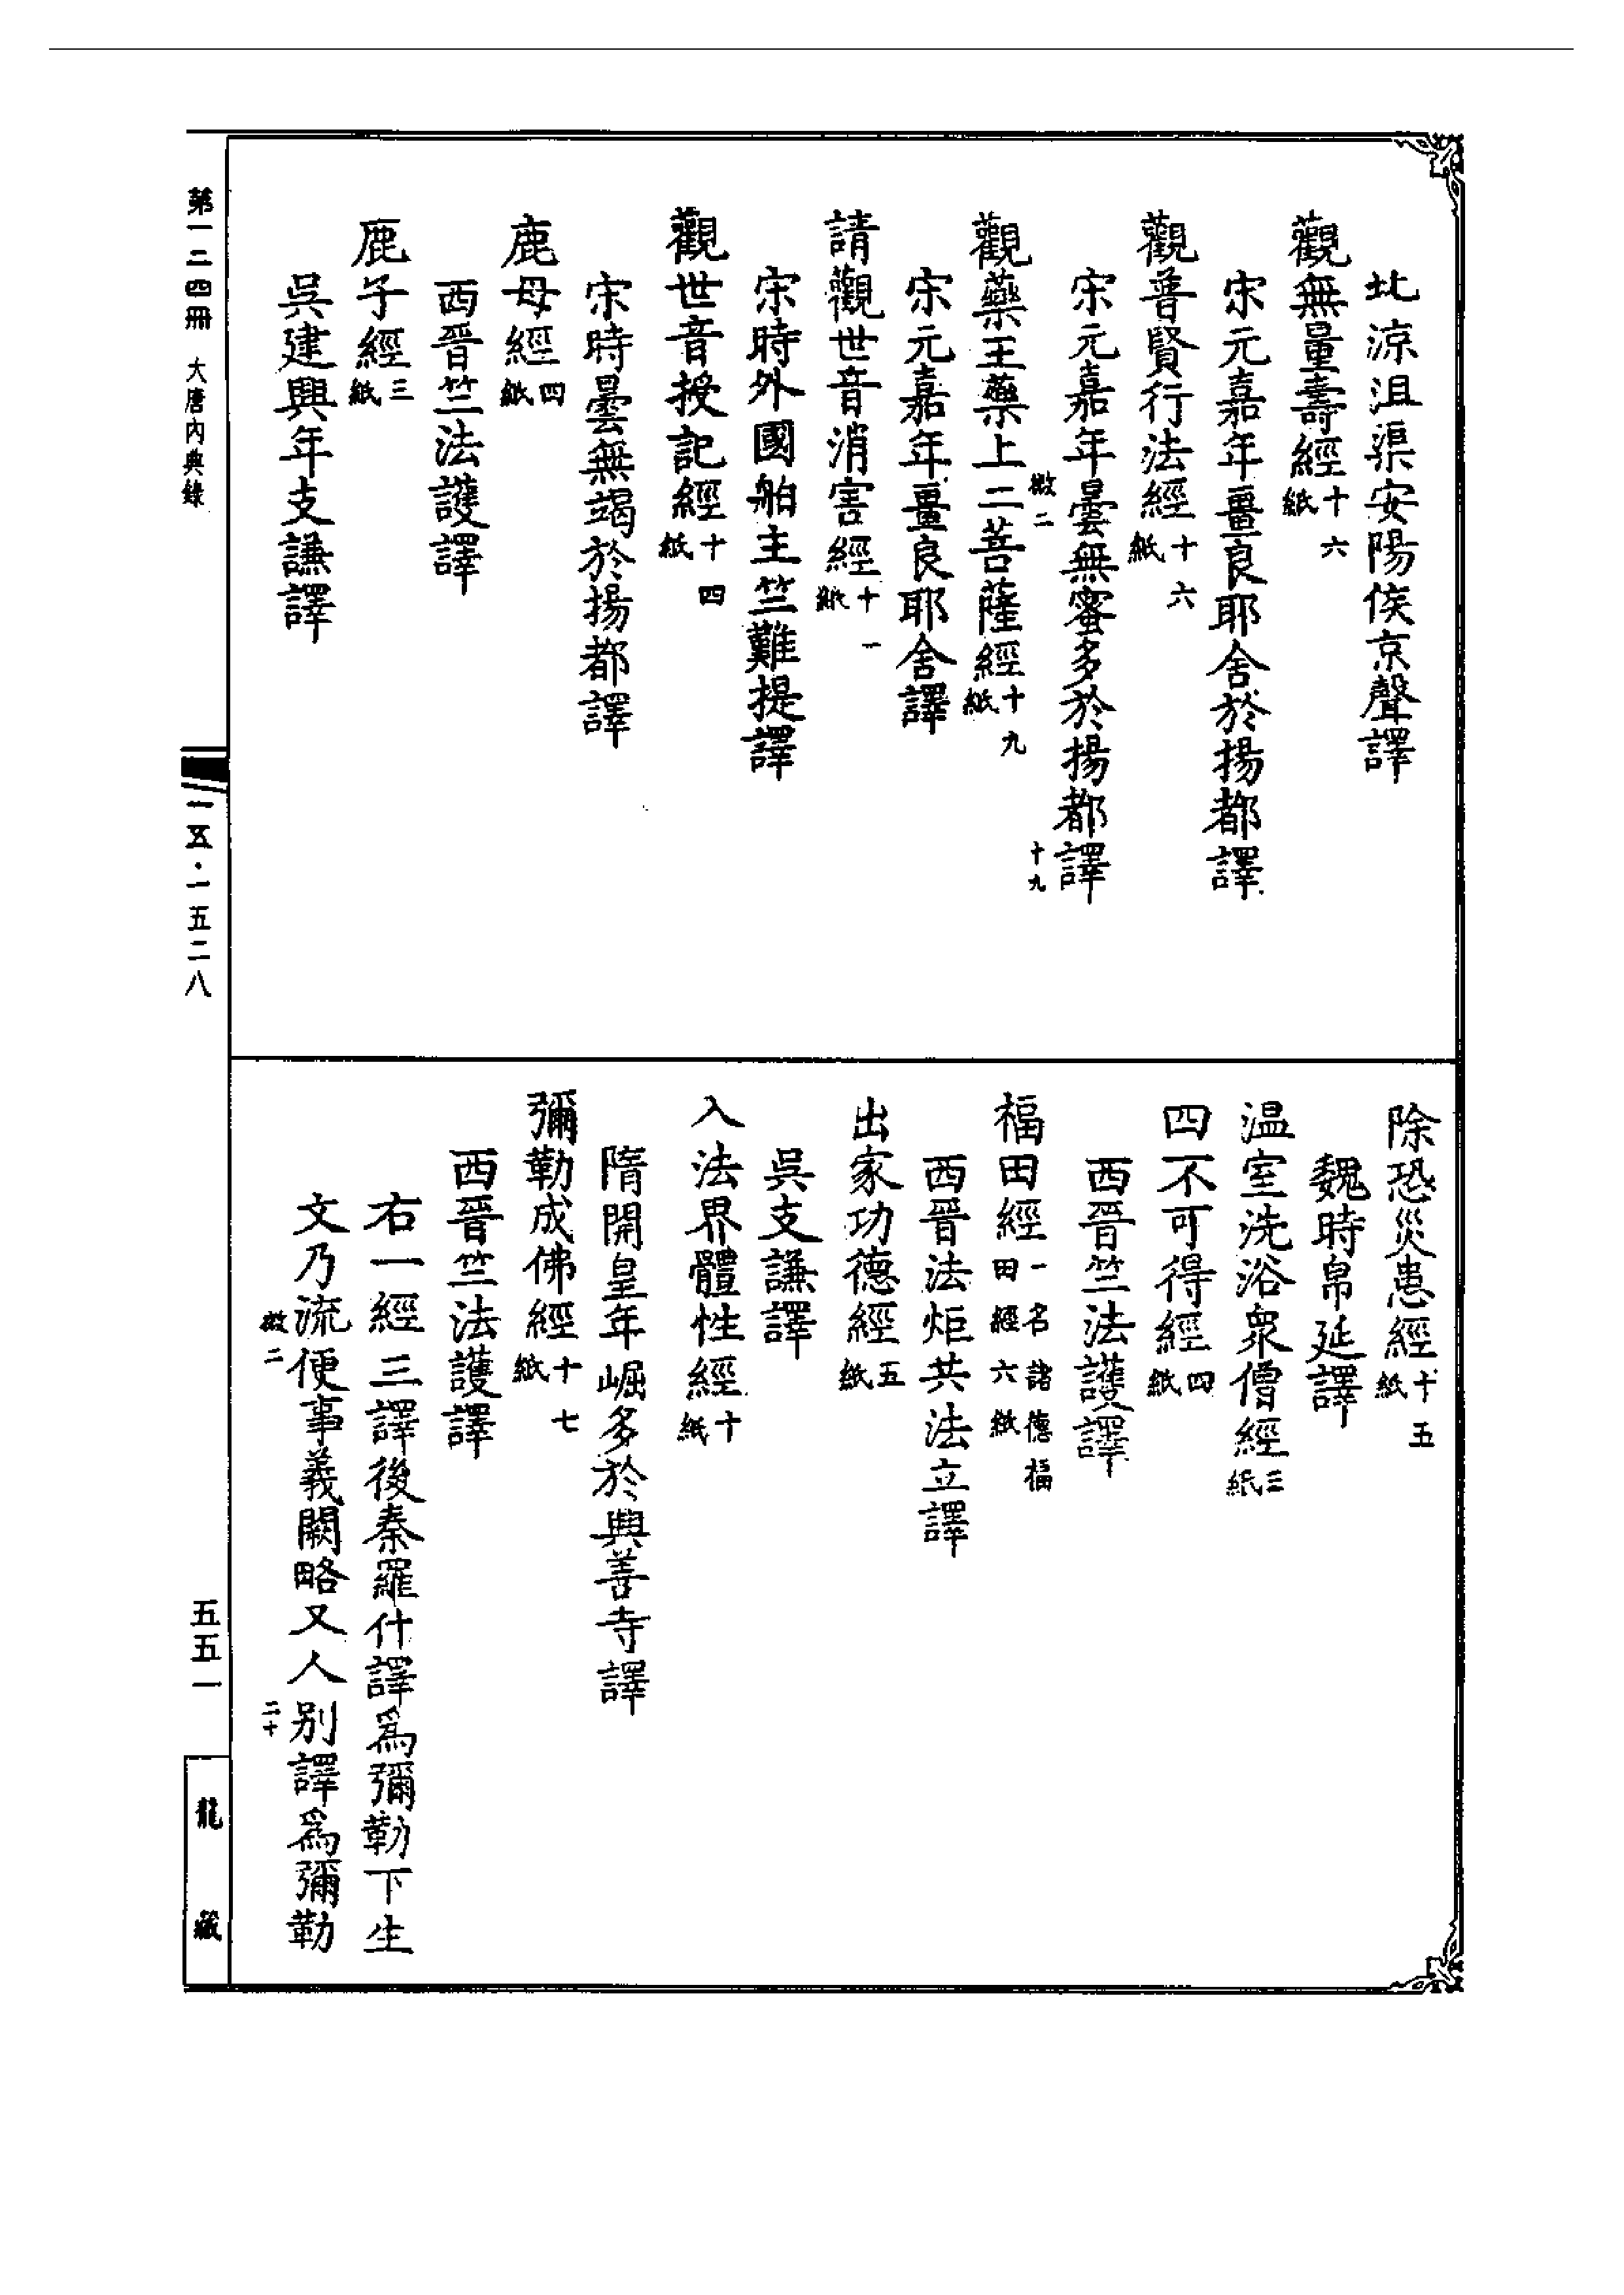 北涼沮渠安陽侯京聲譯
觀無量壽經十六紙
宋元嘉年畺良耶舍於揚都譯
觀普賢行法經十六紙
宋元嘉年曇無蜜多於揚都譯
微二
十九
觀藥王藥上二菩薩經十九紙
宋元嘉年畺良耶舍譯
請觀世音消害經十一紙
宋時外國舶主竺難提譯
觀世音授記經十四紙
宋時曇無竭於揚都譯
鹿母經四紙
西晉竺法護譯
鹿子經三紙
吳建興年支謙譯
除恐災患經十五紙
魏時帛延譯
温室洗浴眾僧經三紙
四不可得經四紙
西晉竺法護譯
福田經一名諸德福田經六紙
西晉法炬共法立譯
出家功德經五紙
吳支謙譯
入法界體性經十紙
隋開皇年崛多於興善寺譯
彌勒成佛經十七紙
西晉竺法護譯
右一經三譯後秦羅什譯為彌勒下生
文乃流便事義闕略又人別譯為彌勒
微二
二十
第一二四冊 大唐內典錄
一五·一五二八
五五一
龍藏